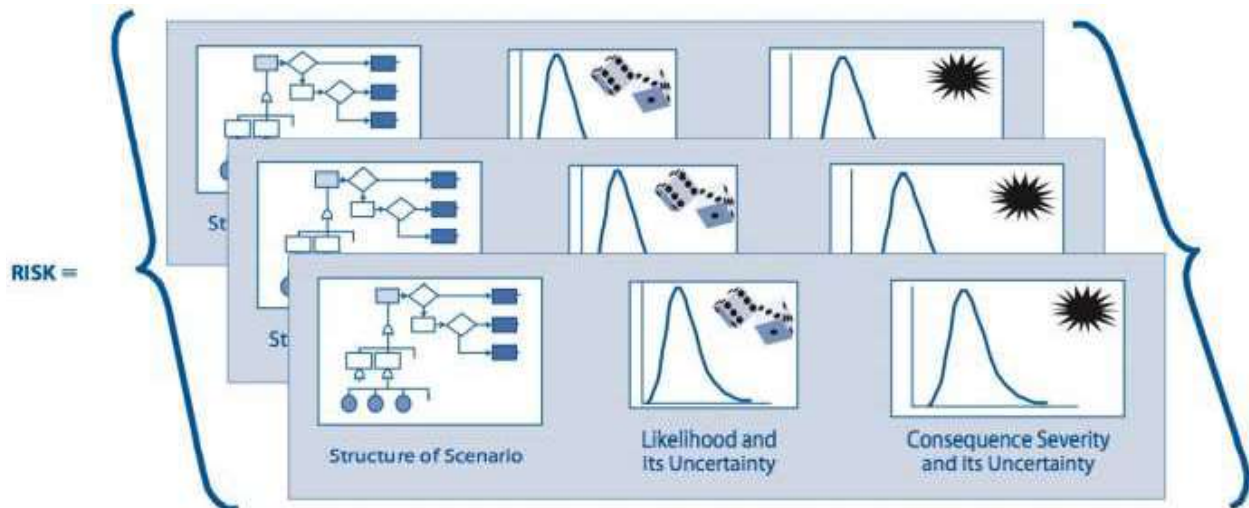 RISK =
St
St
Structure of Scenario
Likelihood and
its Uncertainty
Consequence Severity
and Its Uncertainty